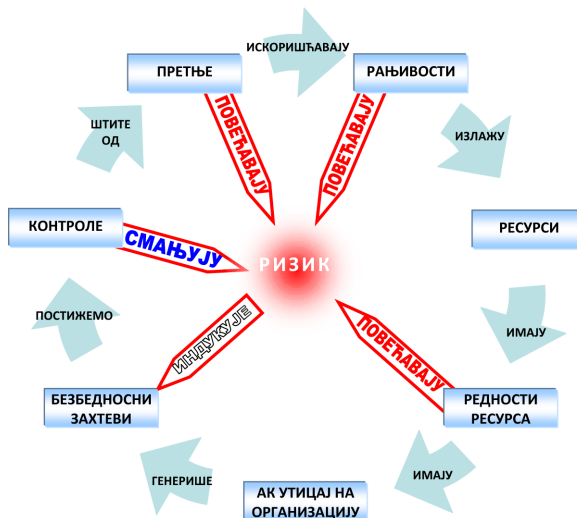 ИСКОРИШЋАВАЈУ
ПРЕТЊЕ
РАЊИВОСТИ
ПОВЕЋАВАЈУ
ПОВЕЋАВАЈУ
ШТИТЕ
ОД
ИЗЛАЖУ
КОНТРОЛЕ
СМАЊУЈУ
РЕСУРСИ
РИЗИК
ПОСТИЖЕМО
ИНДУКУЈЕ
ПОВЕЋАВАЈУ
ИМАЈУ
БЕЗБЕДНОСНИ
ЗАХТЕВИ
РЕДНОСТИ
РЕСУРСА
ГЕНЕРИШЕ
ИМАЈУ
АК УТИЦАЈ НА
ОРГАНИЗАЦИЈУ